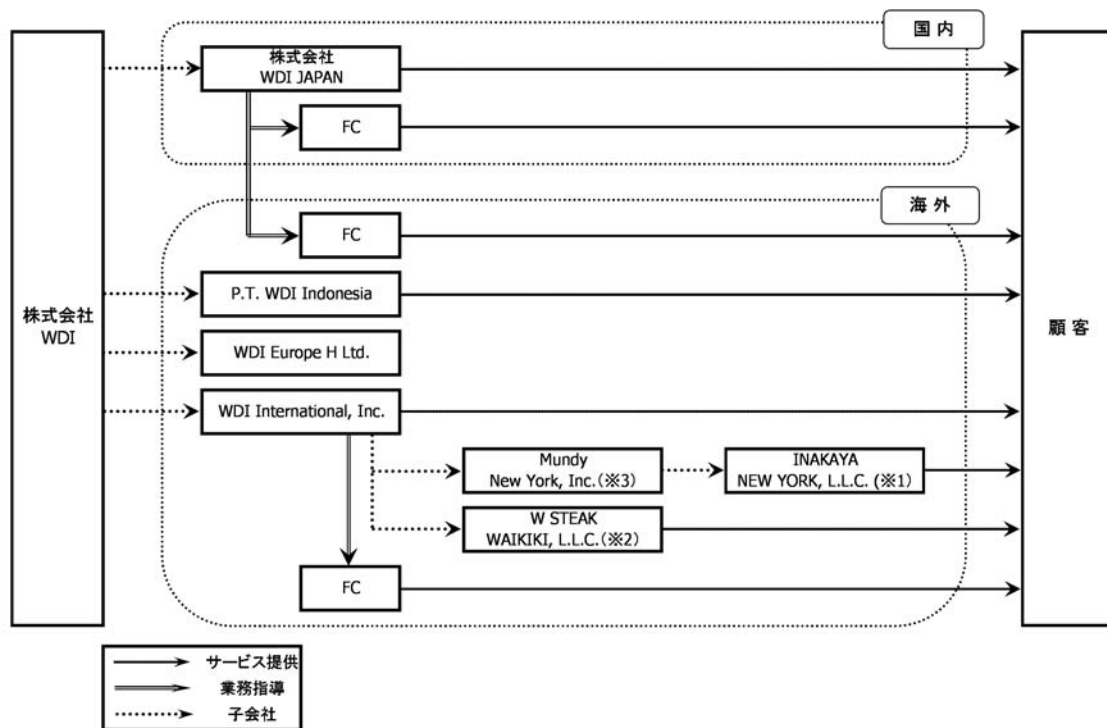 国内
株式会社
WDI JAPAN
FC
海外
FC
P.T. WDI Indonesia
株式会社
WDI
顧客
WDI Europe H Ltd.
WDI International, Inc.
Mundy
New York, Inc.(※3)
INAKAYA
NEW YORK, L.L.C. (※1)
W STEAK
WAIKIKI, L.L.C.(※2)
FC
サービス提供
業務指導
子会社